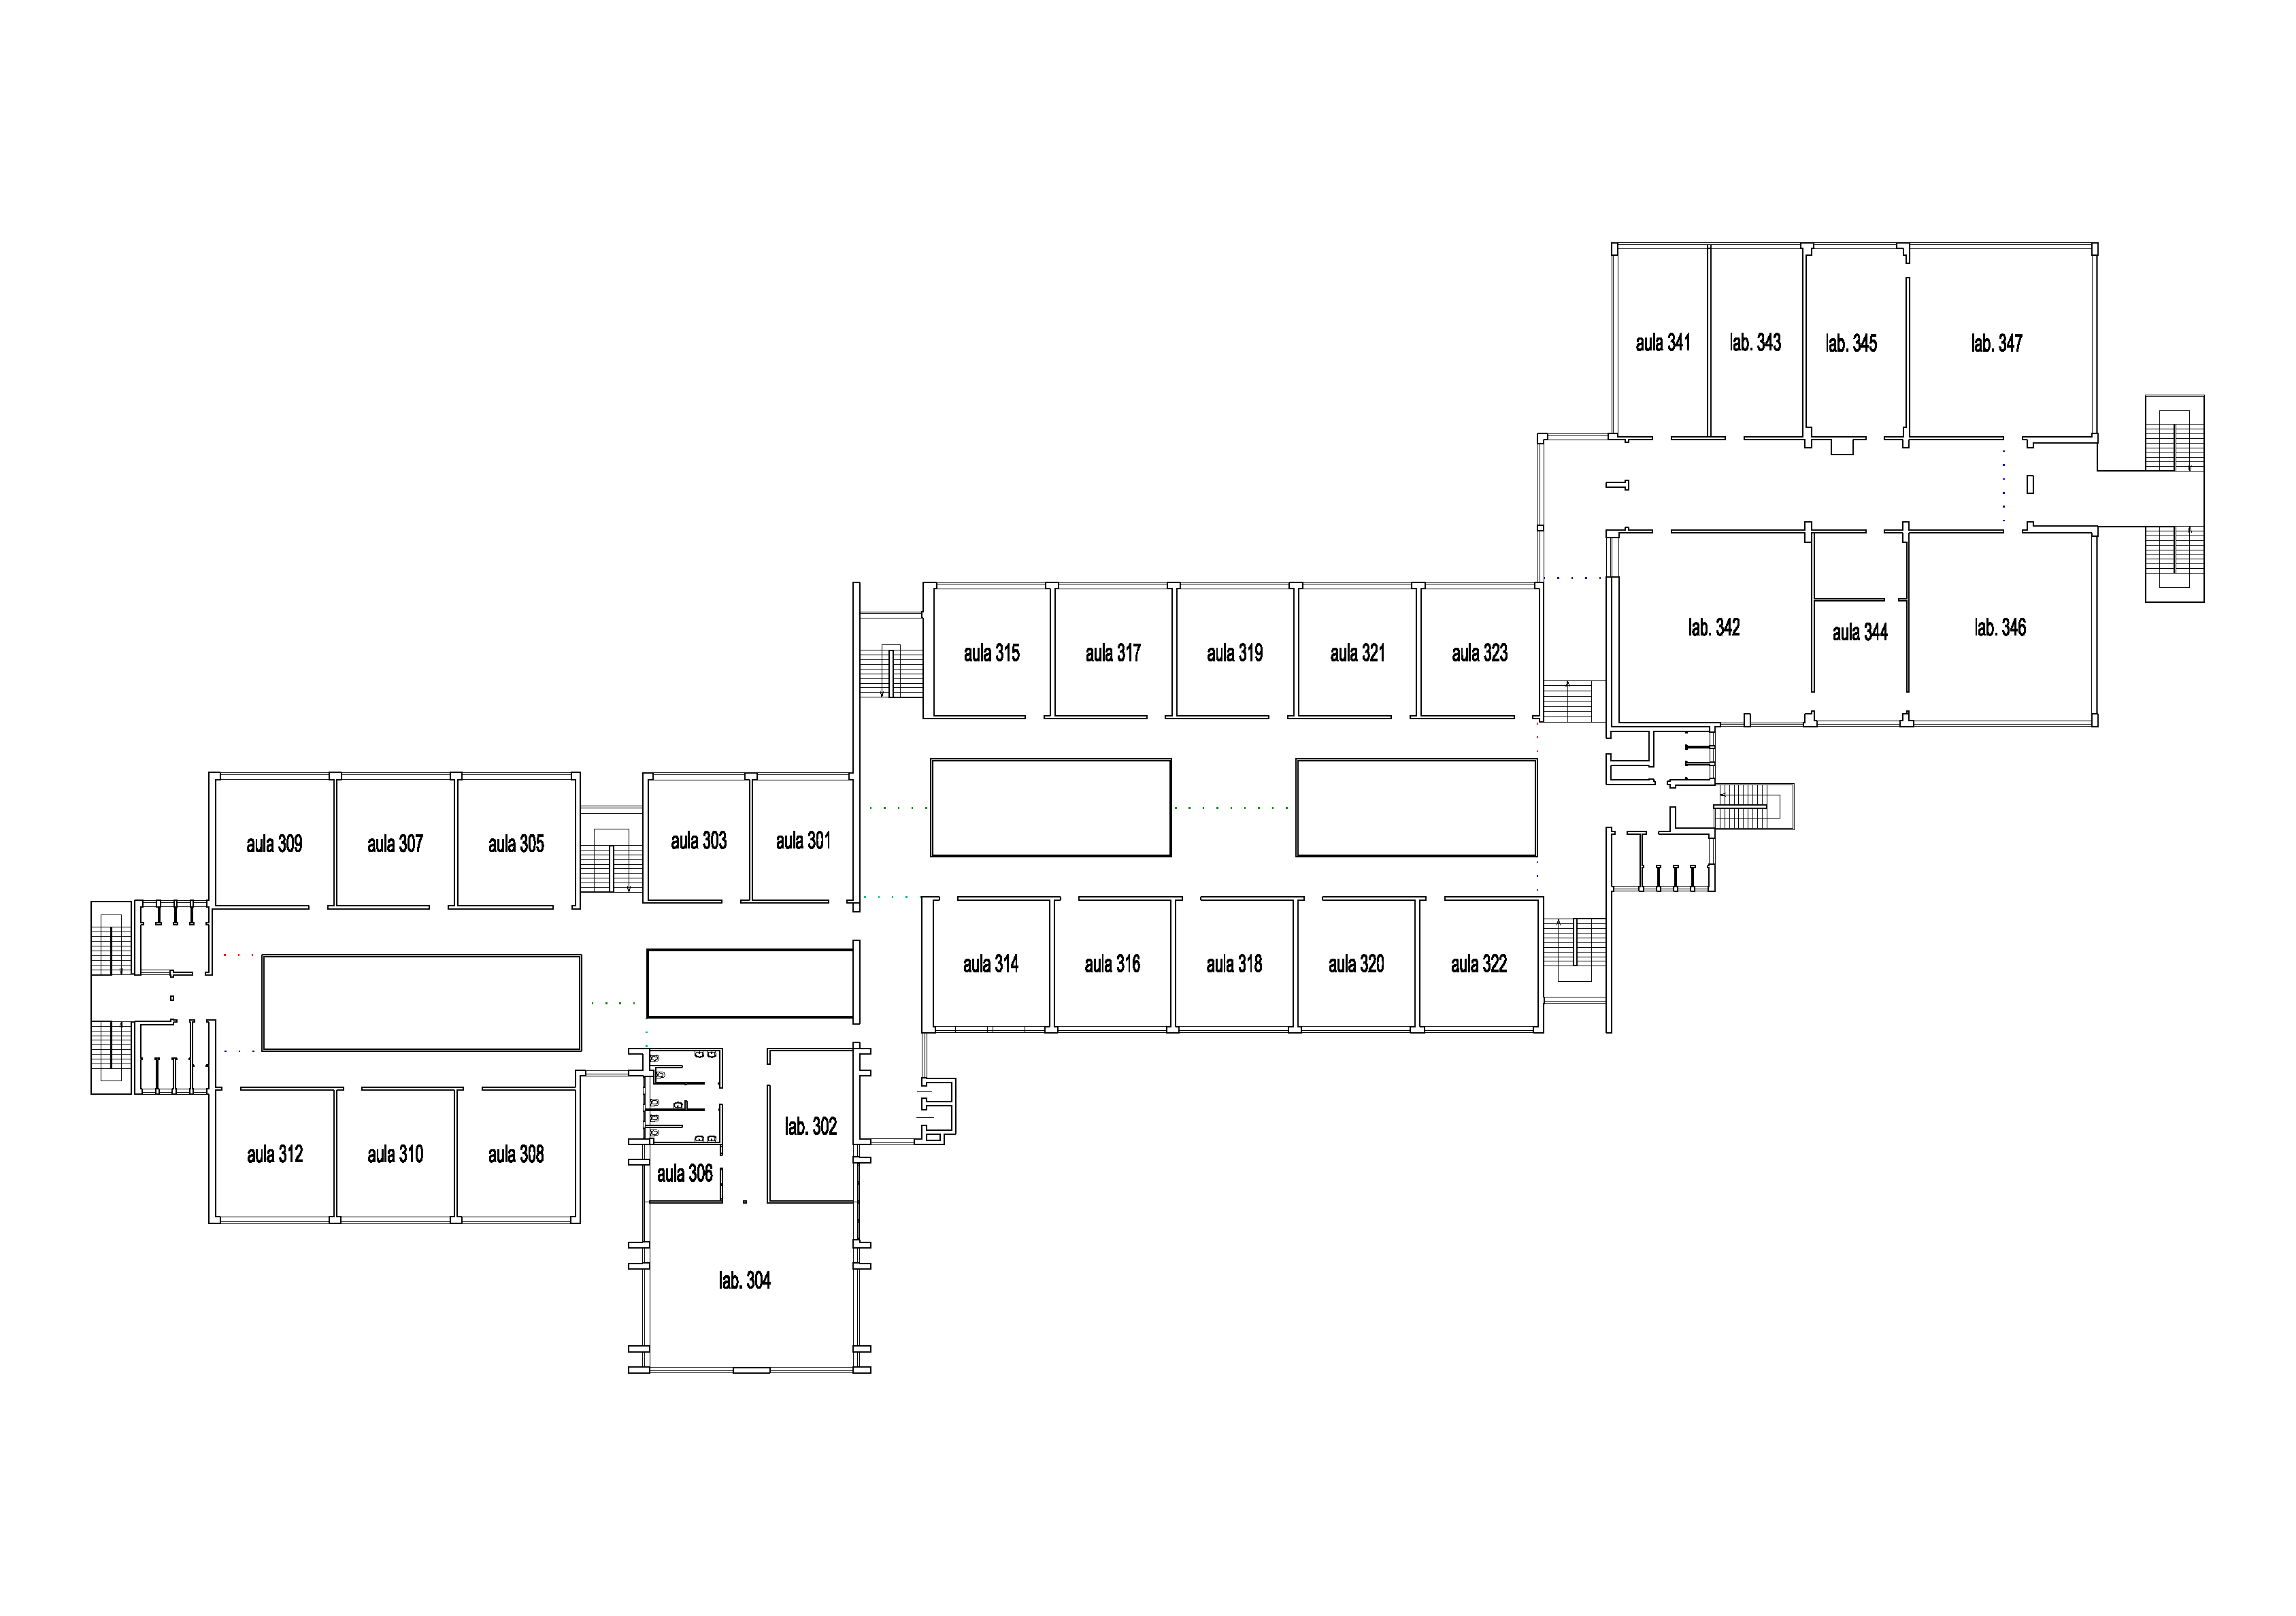 aula 341
lab. 343
lab. 345
lab. 347
lab. 342
aula 344
lab. 346
aula 315
aula 317
aula 319
aula 321
aula 323
aula 309
aula 307
aula 305
aula 303
aula 301
aula 314
aula 316
aula 318
aula 320
aula 322
aula 312
aula 310
aula 308
lab. 302
aula 306
lab. 304